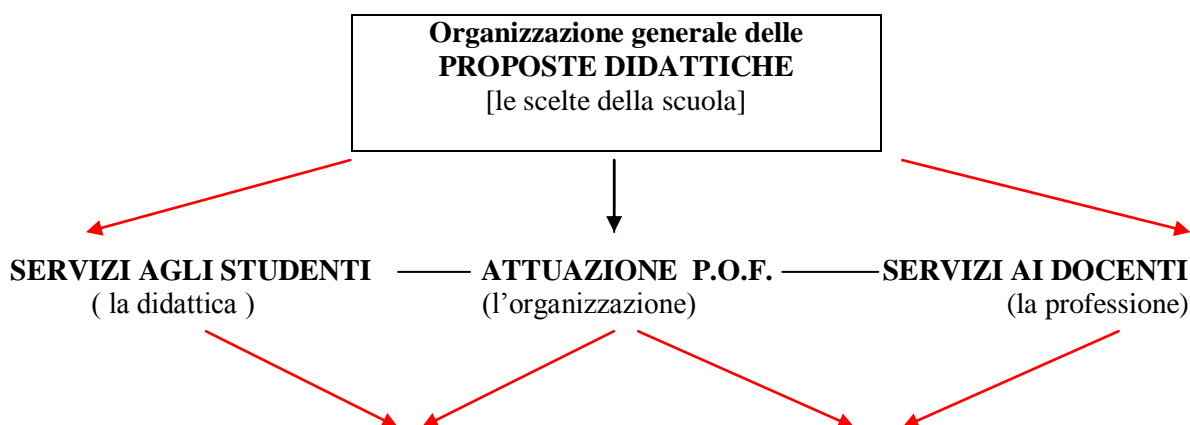 Organizzazione generale delle
PROPOSTE DIDATTICHE
[le scelte della scuola]
SERVIZI AGLI STUDENTI ATTUAZIONE P.O.F. SERVIZI AI DOCENTI
( la didattica ) (l’organizzazione) (la professione)